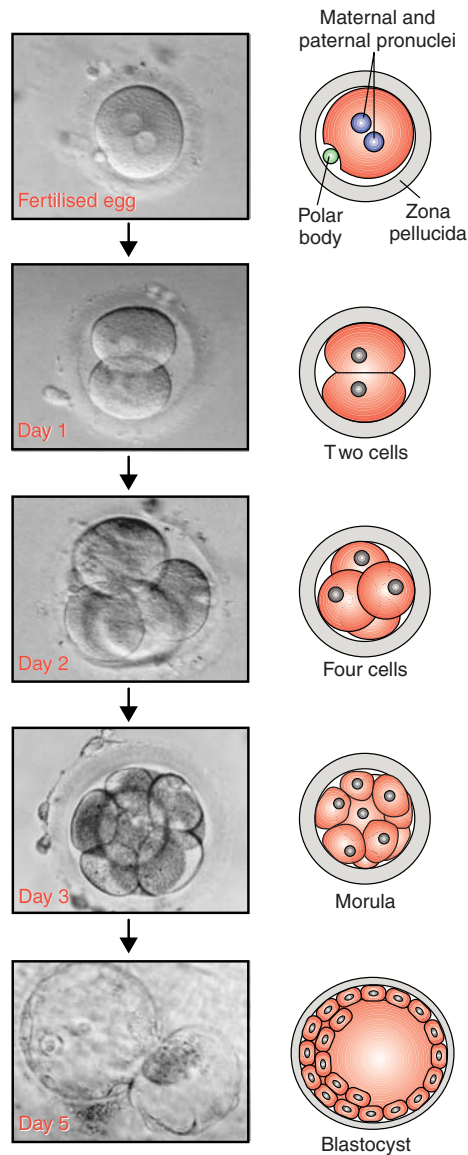 Maternal and
paternal pronuclei
Fertilised egg
Polar
body
Zona
pellucida
Day 1
Two cells
Day 2
Four cells
Day 3
Morula
Day 5
Blastocyst